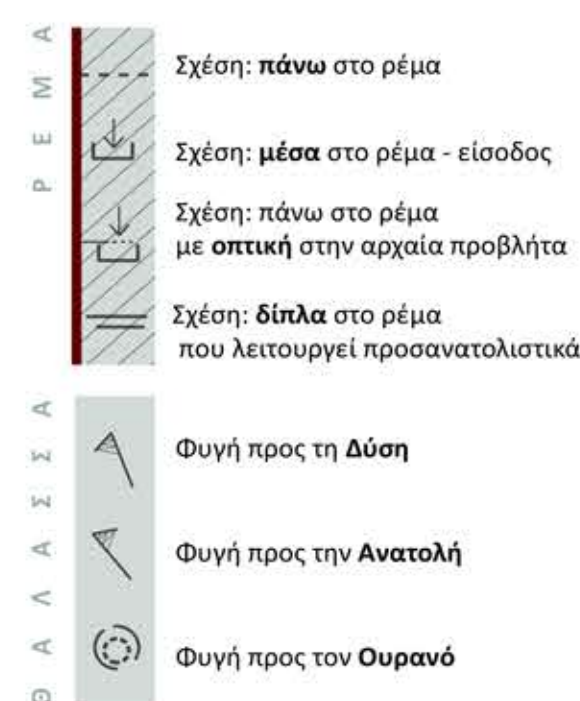 ΡΕΜΑ
Σχέση: πάνω στο ρέμα
Σχέση: μέσα στο ρέμα - είσοδος
Σχέση: πάνω στο ρέμα
με οπτική στην αρχαία προβλήτα
Σχέση: δίπλα στο ρέμα
που λειτουργεί προσανατολιστικά
ΘΑΛΑΣΣΑ
Φυγή προς τη Δύση
Φυγή προς την Ανατολή
Φυγή προς τον Ουρανό